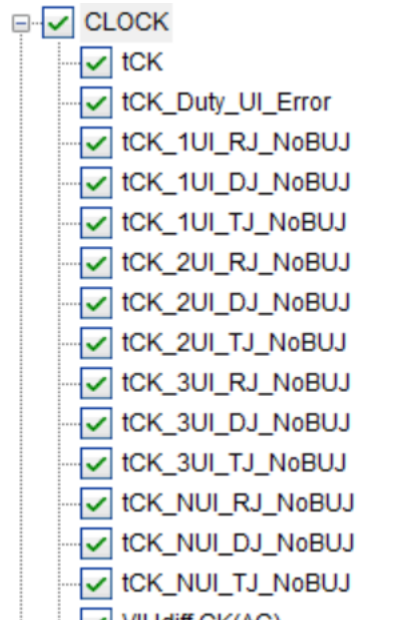 CLOCK
tCK
tCK_Duty_UI_Error
tCK_1UI_RJ_NoBUJ
tCK_1UI_DJ_NoBUJ
tCK_1UI_TJ_NoBUJ
tCK_2UI_RJ_NoBUJ
tCK_2UI_DJ_NoBUJ
tCK_2UI_TJ_NoBUJ
tCK_3UI_RJ_NoBUJ
tCK_3UI_DJ_NoBUJ
tCK_3UI_TJ_NoBUJ
tCK_NUI_RJ_NoBUJ
tCK_NUI_DJ_NoBUJ
tCK_NUI_TJ_NoBUJ